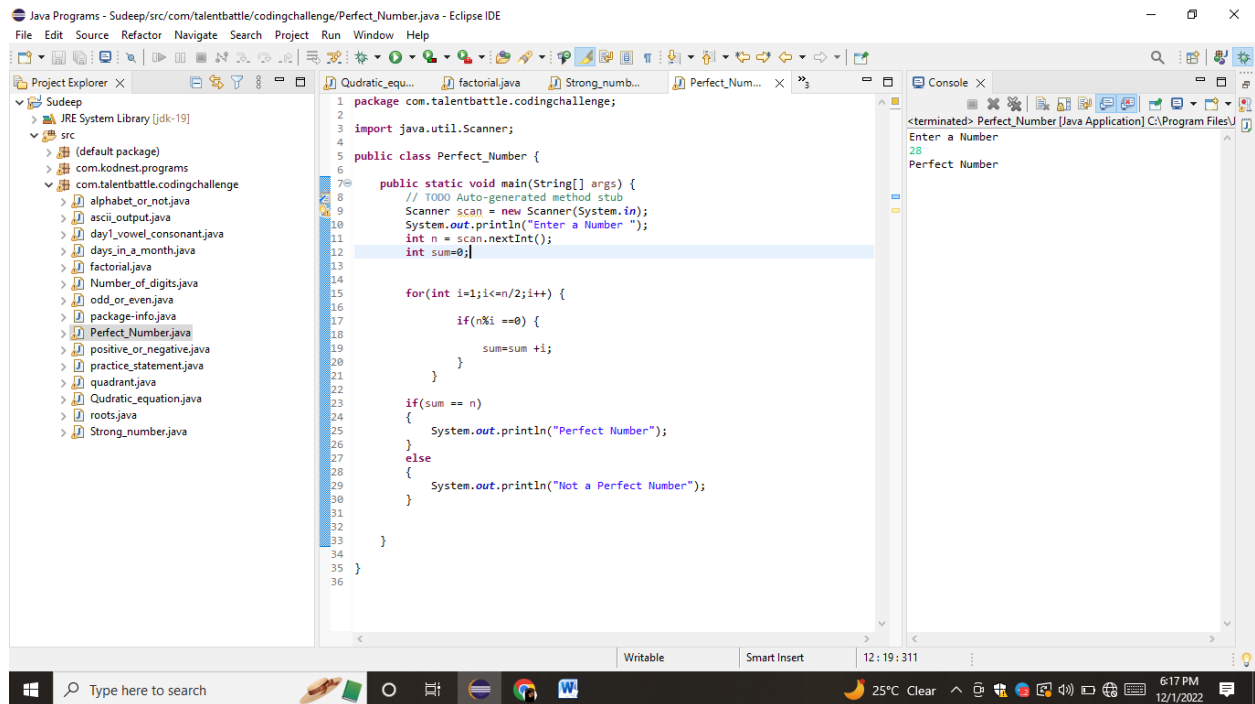 Java Programs - Sudeep/src/com/talentbattle/codingchallenge/Perfect_Number.java - Eclipse IDE
File Edit Source Refactor Navigate Search Project Run Window Help
Project Explorer
Sudeep
JRE System Library [jdk-19]
src
(default package)
com.kodnest.programs
com.talentbattle.codingchallenge
alphabet_or_not.java
ascii_output.java
day1_vowel_consonant.java
days_in_a_month.java
factorial.java
Number_of_digits.java
odd_or_even.java
package-info.java
Perfect_Number.java
positive_or_negative.java
practice_statement.java
quadrant.java
Qudratic_equation.java
roots.java
Strong_number.java
Qudratic_equ... factorial.java Strong_numb... Perfect_Num... 3
1 package com.talentbattle.codingchallenge;
2
3 import java.util.Scanner;
4
5 public class Perfect_Number {
6
7 public static void main(String[] args) {
8 // TODO Auto-generated method stub
9 Scanner scan = new Scanner(System.in);
10 System.out.println("Enter a Number ");
11 int n = scan.nextInt();
12 int sum=0;
13
14
15 for(int i=1;i<=n/2;i++) {
16
17 if(n%i ==0) {
18
19 sum=sum +i;
20 }
21 }
22
23 if(sum == n)
24 {
25 System.out.println("Perfect Number");
26 }
27 else
28 {
29 System.out.println("Not a Perfect Number");
30 }
31
32
33 }
34
35 }
36
Console
<terminated> Perfect_Number [Java Application] C:\Program Files\J
Enter a Number
28
Perfect Number
Writable Smart Insert 12 : 19 : 311
Type here to search
25°C Clear
6:17 PM
12/1/2022